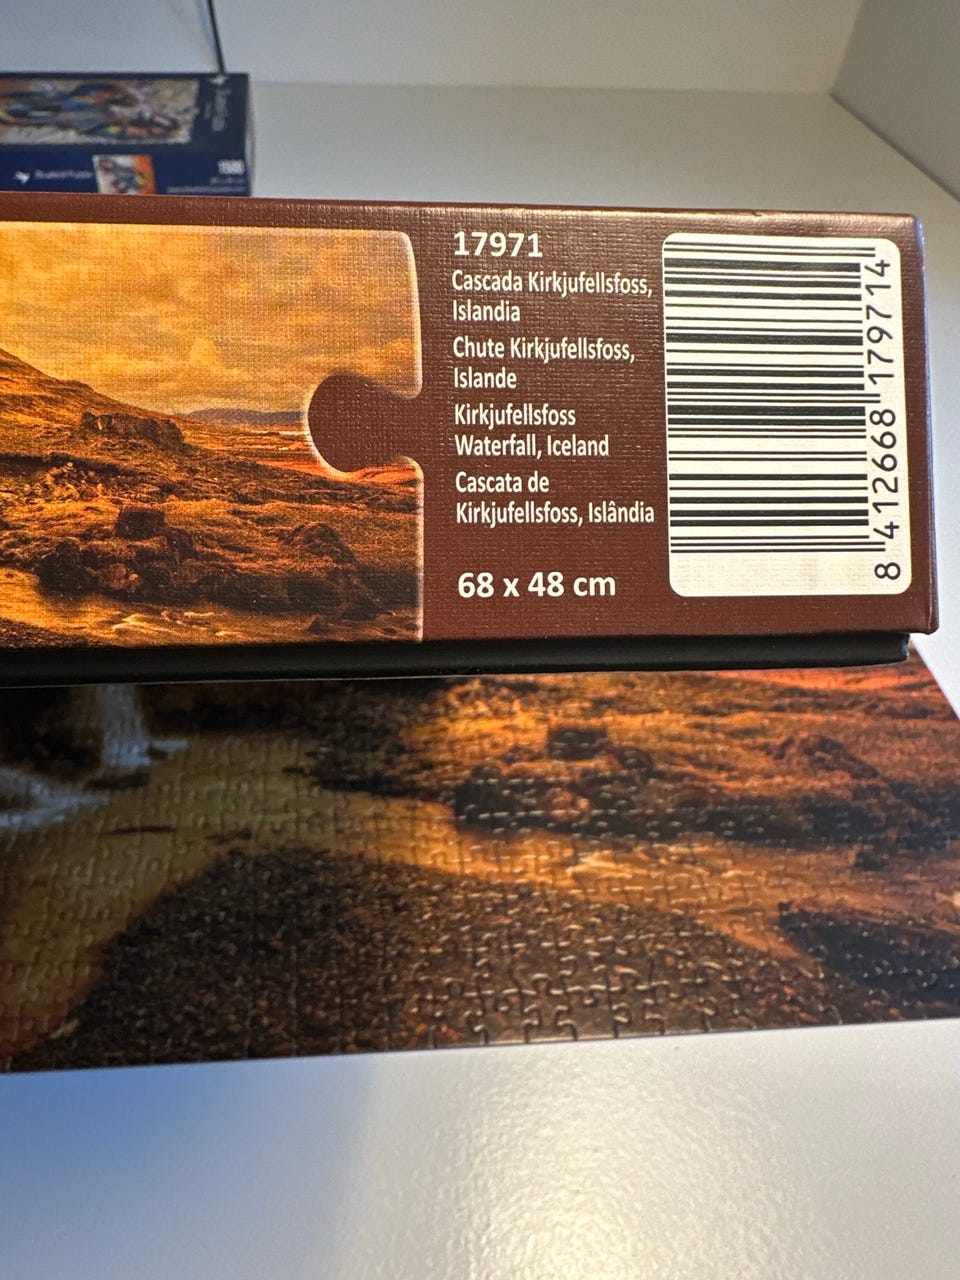 1500
17971
Cascada Kirkjufellsfoss,
Islandia
Chute Kirkjufellsfoss,
Islande
Kirkjufellsfoss
Waterfall, Iceland
Cascata de
Kirkjufellsfoss, Islândia
68 x 48 cm
8 412668 179714